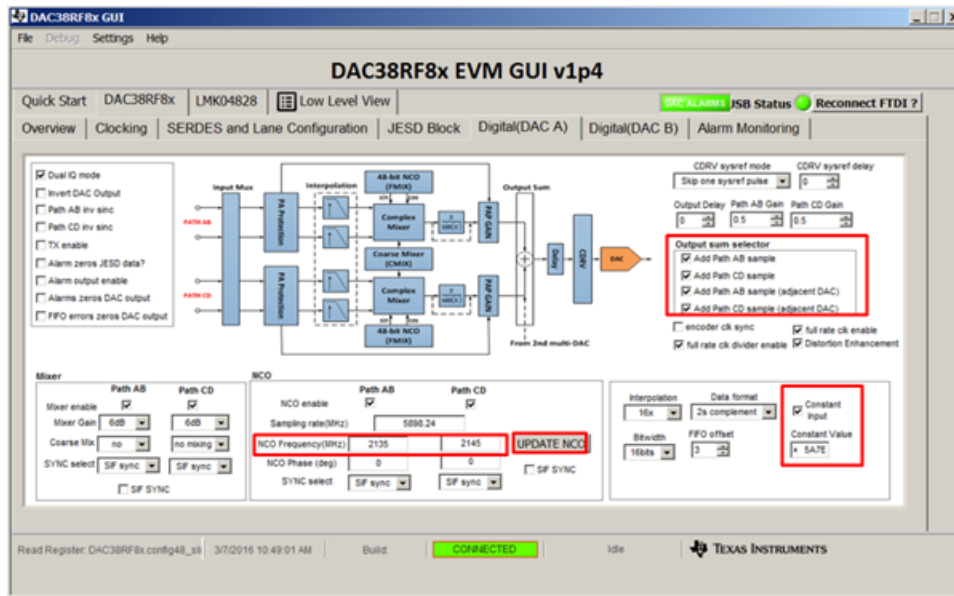 DAC38RF8x GUI
File Debug Settings Help
DAC38RF8x EVM GUI v1p4
Quick Start DAC38RF8x LMK04828 Low Level View
DAC ALARMS USB Status Reconnect FTDI ?
Overview Clocking SERDES and Lane Configuration JESD Block Digital(DAC A) Digital(DAC B) Alarm Monitoring
Dual IQ mode
Invert DAC Output
Path AB inv sinc
Path CD inv sinc
TX enable
Alarm zeros JESD data?
Alarm output enable
Alarms zeros DAC output
FIFO errors zeros DAC output
Input Mux
Interpolation
48-bit NCO
(FMIX)
sin cos
Output Sum
PATH AB
PA Protection
Complex
Mixer
PAP GAIN
Coarse Mixer
(CMIX)
Delay
CDRV
DAC
PATH CD
PA Protection
Complex
Mixer
PAP GAIN
sin cos
48-bit NCO
(FMIX)
From 2nd multi-DAC
CDRV sysref mode CDRV sysref delay
Skip one sysref pulse 0
Output Delay Path AB Gain Path CD Gain
0 0.5 0.5
Output sum selector
Add Path AB sample
Add Path CD sample
Add Path AB sample (adjacent DAC)
Add Path CD sample (adjacent DAC)
encoder clk sync full rate clk enable
full rate clk divider enable Distortion Enhancement
Mixer
Path AB Path CD
Mixer enable
Mixer Gain 6dB 6dB
Coarse Mix no no mixing
SYNC select SIF sync SIF sync
SIF SYNC
NCO
Path AB Path CD
NCO enable
Sampling rate(MHz) 5898.24
NCO Frequency(MHz) 2135 2145 UPDATE NCO
NCO Phase (deg) 0 0 SIF SYNC
SYNC select SIF sync SIF sync
Interpolation Data format
16x 2s complement
Bitwidth FIFO offset
16bits 3
Constant
Input
Constant Value
x 5A7E
Read Register: DAC38RF8x.config48_sli 3/7/2016 10:49:01 AM Build: CONNECTED Idle TEXAS INSTRUMENTS